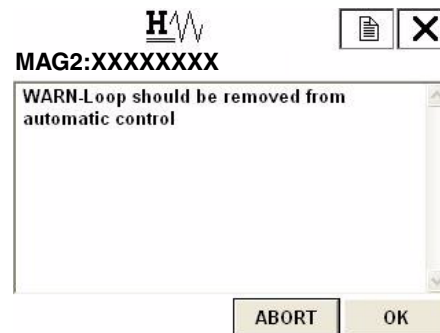 H
MAG2:XXXXXXXX
WARN-Loop should be removed from
automatic control
ABORT OK